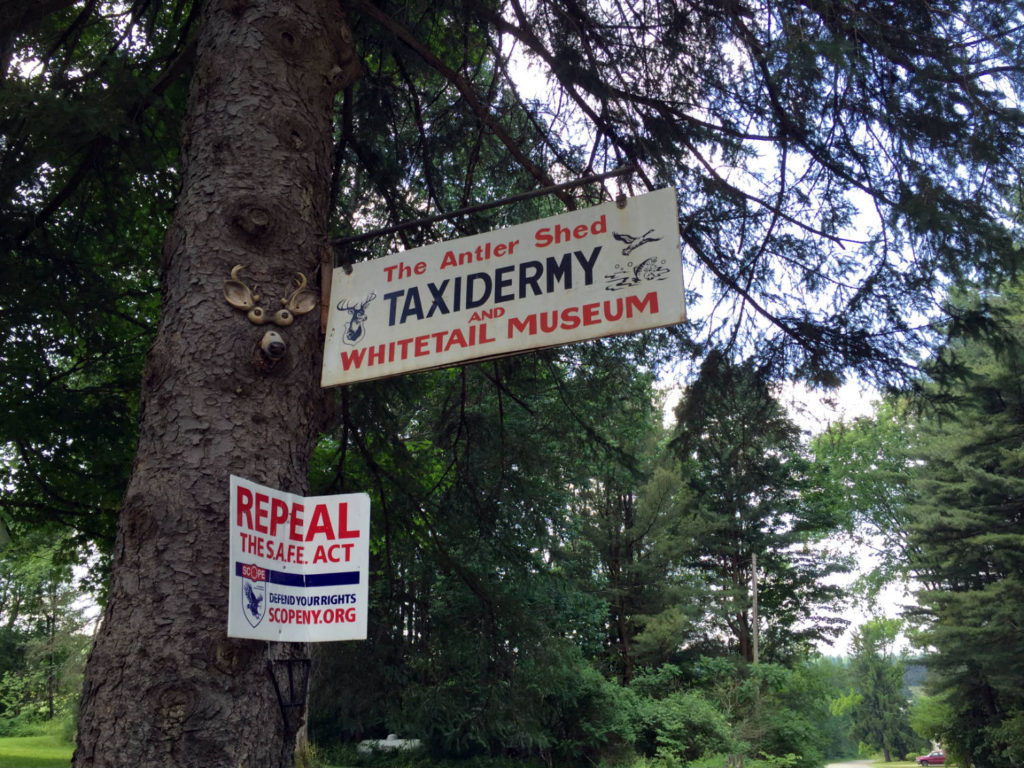 The Antler Shed
TAXIDERMY
AND
WHITETAIL MUSEUM
REPEAL
THE S.A.F.E. ACT
SCOPE
DEFEND YOUR RIGHTS
SCOPENY.ORG